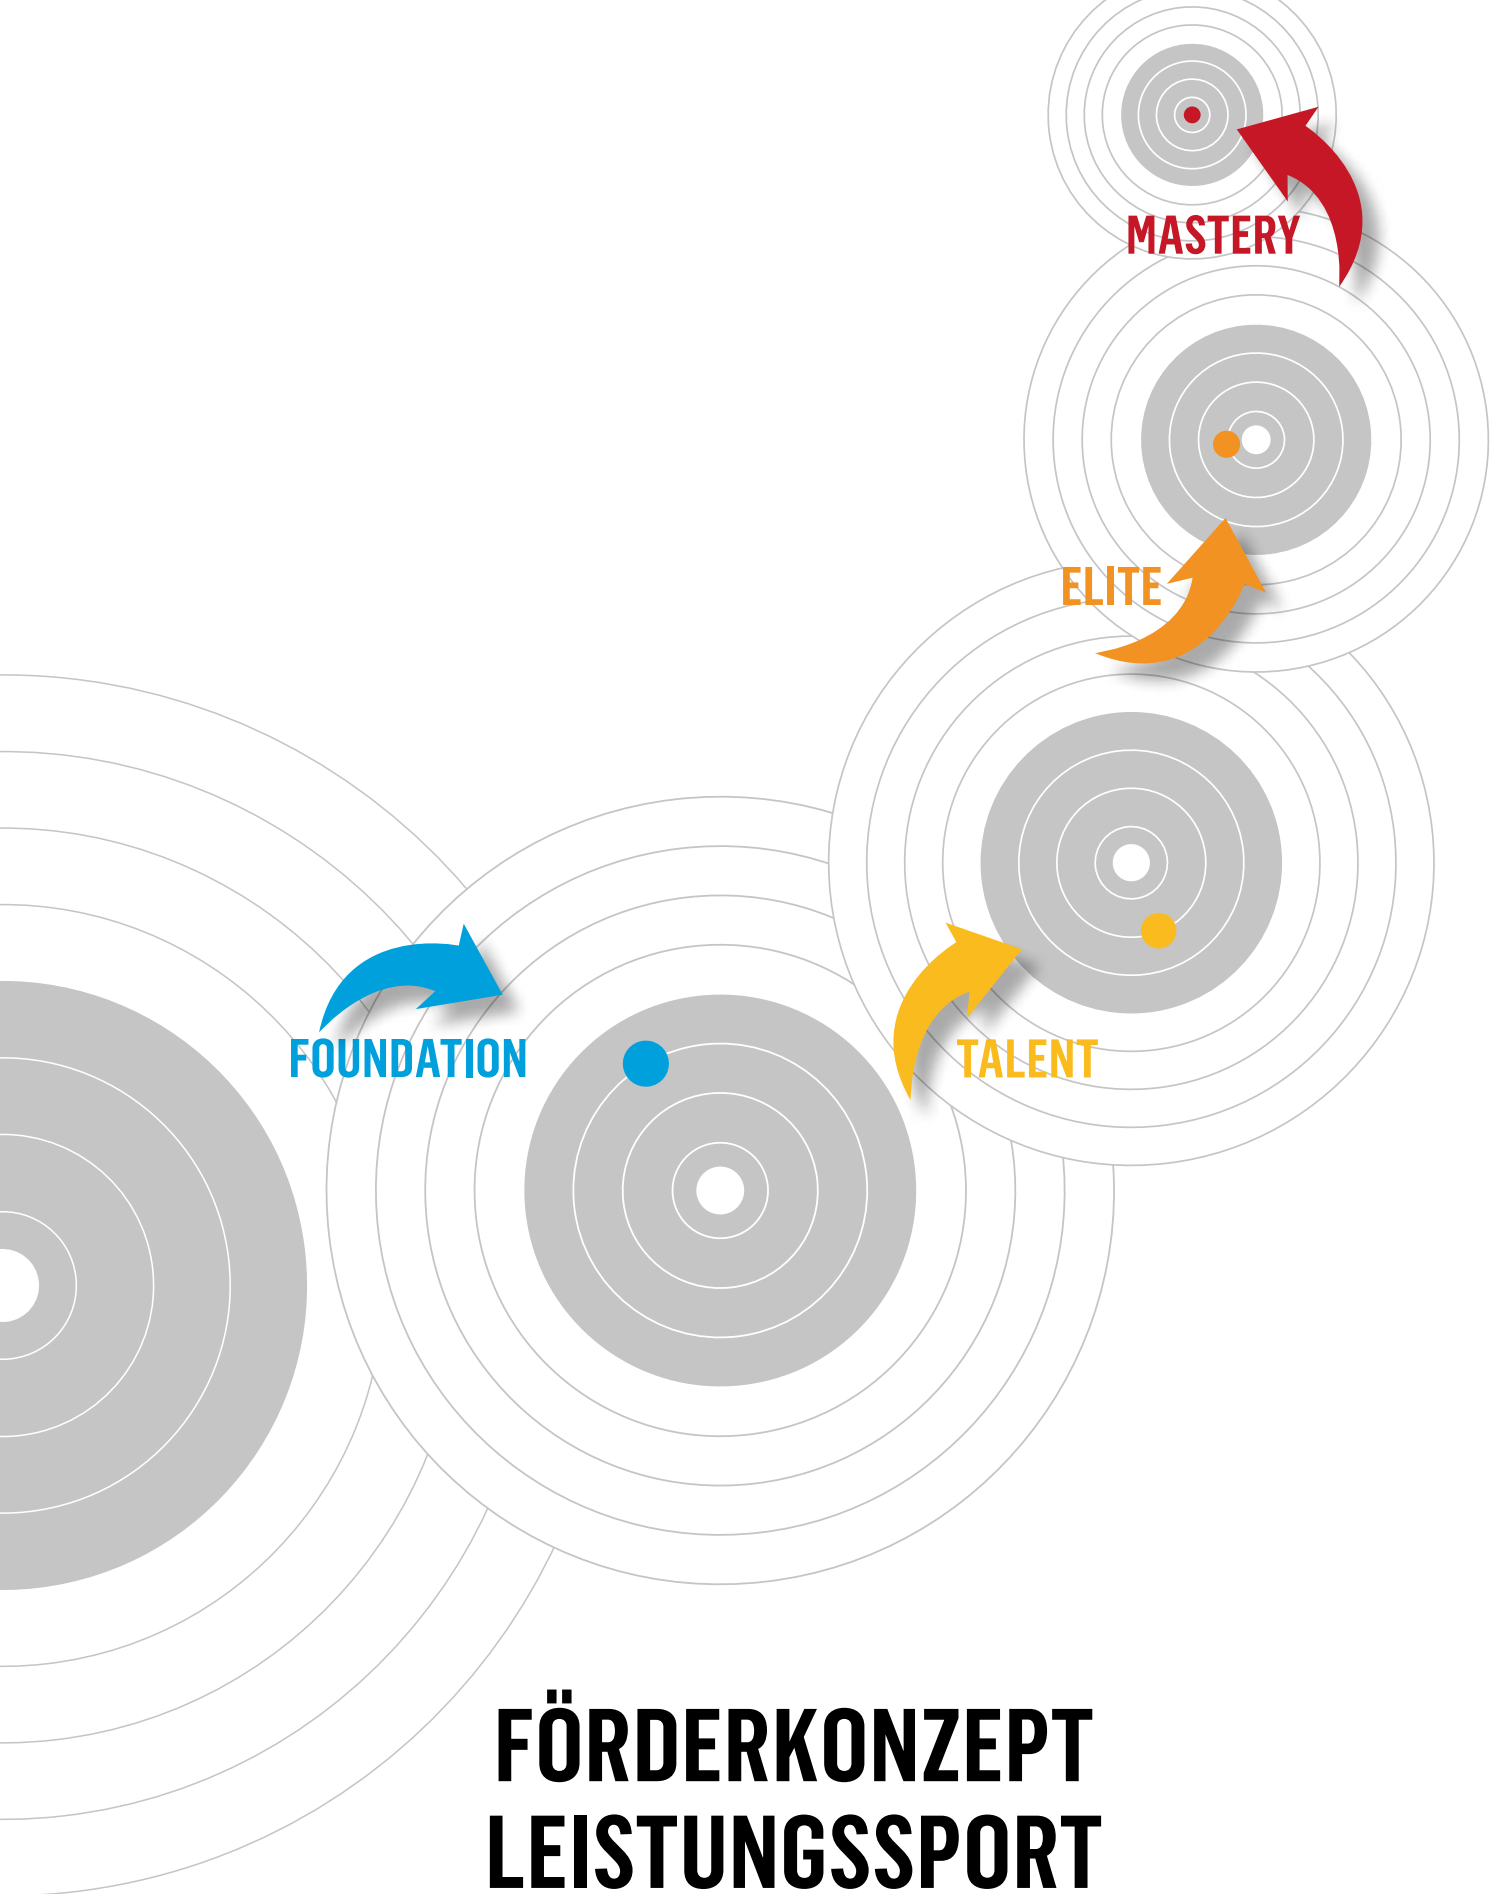 MASTERY
ELITE
FOUNDATION
TALENT
FÖRDERKONZEPT
LEISTUNGSSPORT